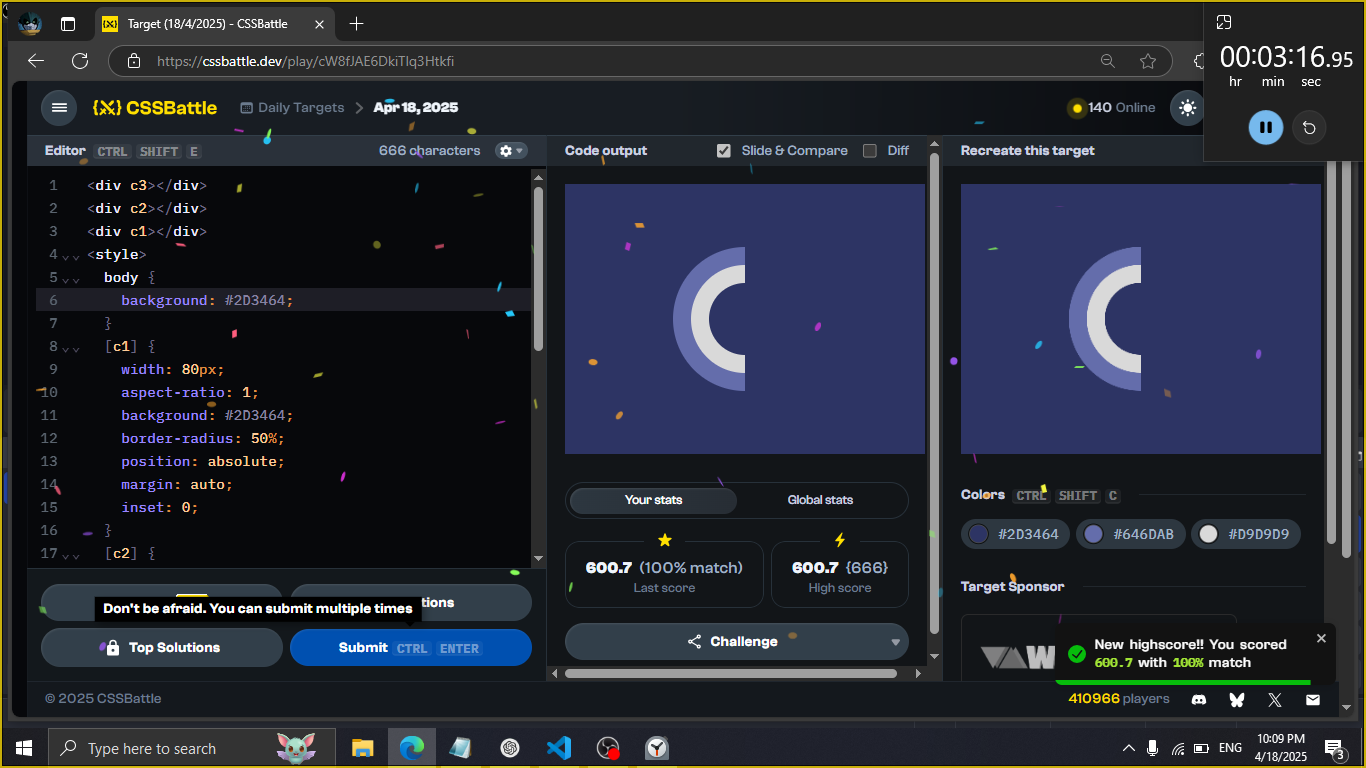 Target (18/4/2025) - CSSBattle
https://cssbattle.dev/play/cW8fJAE6DkiTlq3Htkfi
00:03:16.95
hr min sec
{X} CSSBATTLE
Daily Targets > Apr 18, 2025
140 Online
Editor CTRL SHIFT E
666 characters
Code output
Slide & Compare
Diff
Recreate this target
1 <div c3></div>
2 <div c2></div>
3 <div c1></div>
4 <style>
5 body {
6 background: #2D3464;
7 }
8 [c1] {
9 width: 80px;
10 aspect-ratio: 1;
11 background: #2D3464;
12 border-radius: 50%;
13 position: absolute;
14 margin: auto;
15 inset: 0;
16 }
17 [c2] {
Don't be afraid. You can submit multiple times
Top Solutions
Submit CTRL ENTER
Your stats
Global stats
600.7 (100% match)
Last score
600.7 {666}
High score
Challenge
Colors CTRL SHIFT C
#2D3464
#646DAB
#D9D9D9
Target Sponsor
New highscore!! You scored
600.7 with 100% match
© 2025 CSSBattle
410966 players
Type here to search
ENG
10:09 PM
4/18/2025
3